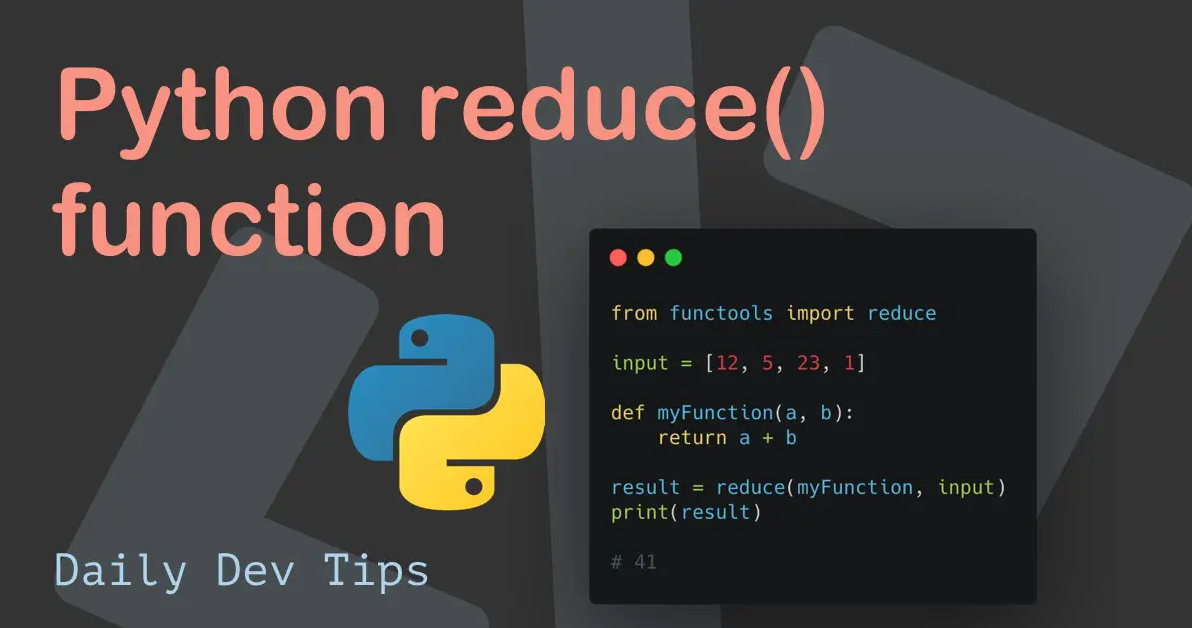 Python reduce()
function
from functools import reduce
input = [12, 5, 23, 1]
def myFunction(a, b):
    return a + b
result = reduce(myFunction, input)
print(result)
# 41
Daily Dev Tips